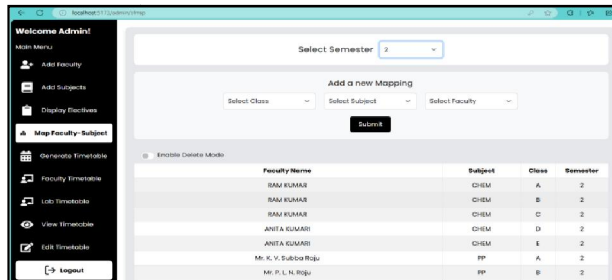 localhost:5173/admin/map
Welcome Admin!
Main Menu
Add Faculty
Add Subjects
Display Electives
Map Faculty-Subject
Generate Timetable
Faculty Timetable
Lab Timetable
View Timetable
Edit Timetable
Logout
Select Semester 2
Add a new Mapping
Select Class Select Subject Select Faculty
Submit
Enable Delete Mode
Faculty Name Subject Class Semester
RAM KUMAR CHEM A 2
RAM KUMAR CHEM B 2
RAM KUMAR CHEM C 2
ANITA KUMARI CHEM D 2
ANITA KUMARI CHEM E 2
Mr. K. V. Subba Raju PP A 2
Mr. P. L. N. Raju PP B 2